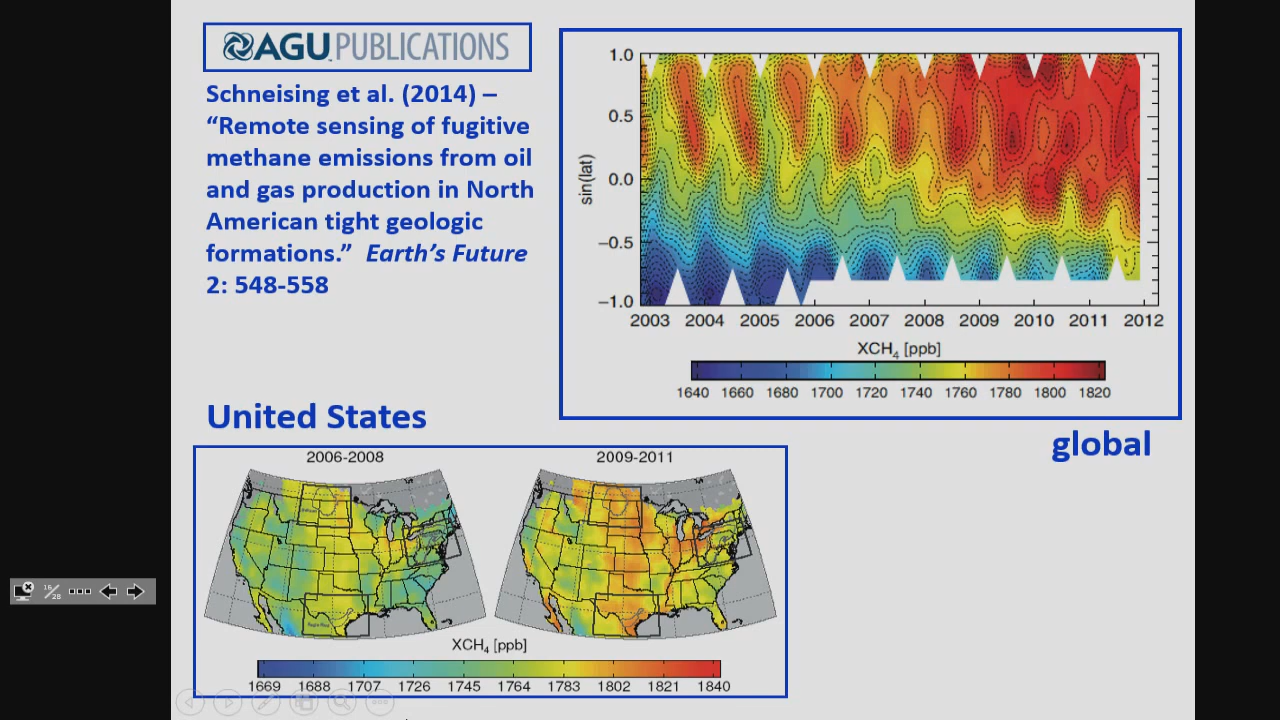 AGU PUBLICATIONS
Schneising et al. (2014) –
“Remote sensing of fugitive
methane emissions from oil
and gas production in North
American tight geologic
formations.” Earth’s Future
2: 548-558
1.0
0.5
0.0
−0.5
−1.0
sin(lat)
2003 2004 2005 2006 2007 2008 2009 2010 2011 2012
XCH4 [ppb]
1640 1660 1680 1700 1720 1740 1760 1780 1800 1820
global
United States
2006-2008 2009-2011
XCH4 [ppb]
1669 1688 1707 1726 1745 1764 1783 1802 1821 1840